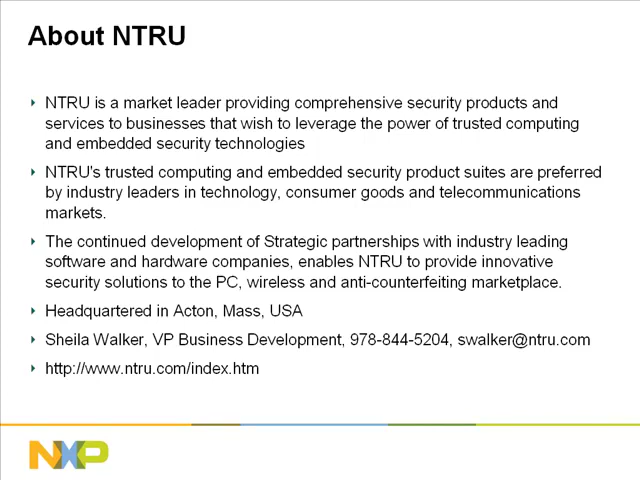 About NTRU
NTRU is a market leader providing comprehensive security products and
services to businesses that wish to leverage the power of trusted computing
and embedded security technologies
NTRU's trusted computing and embedded security product suites are preferred
by industry leaders in technology, consumer goods and telecommunications
markets.
The continued development of Strategic partnerships with industry leading
software and hardware companies, enables NTRU to provide innovative
security solutions to the PC, wireless and anti-counterfeiting marketplace.
Headquartered in Acton, Mass, USA
Sheila Walker, VP Business Development, 978-844-5204, swalker@ntru.com
http://www.ntru.com/index.htm
NXP